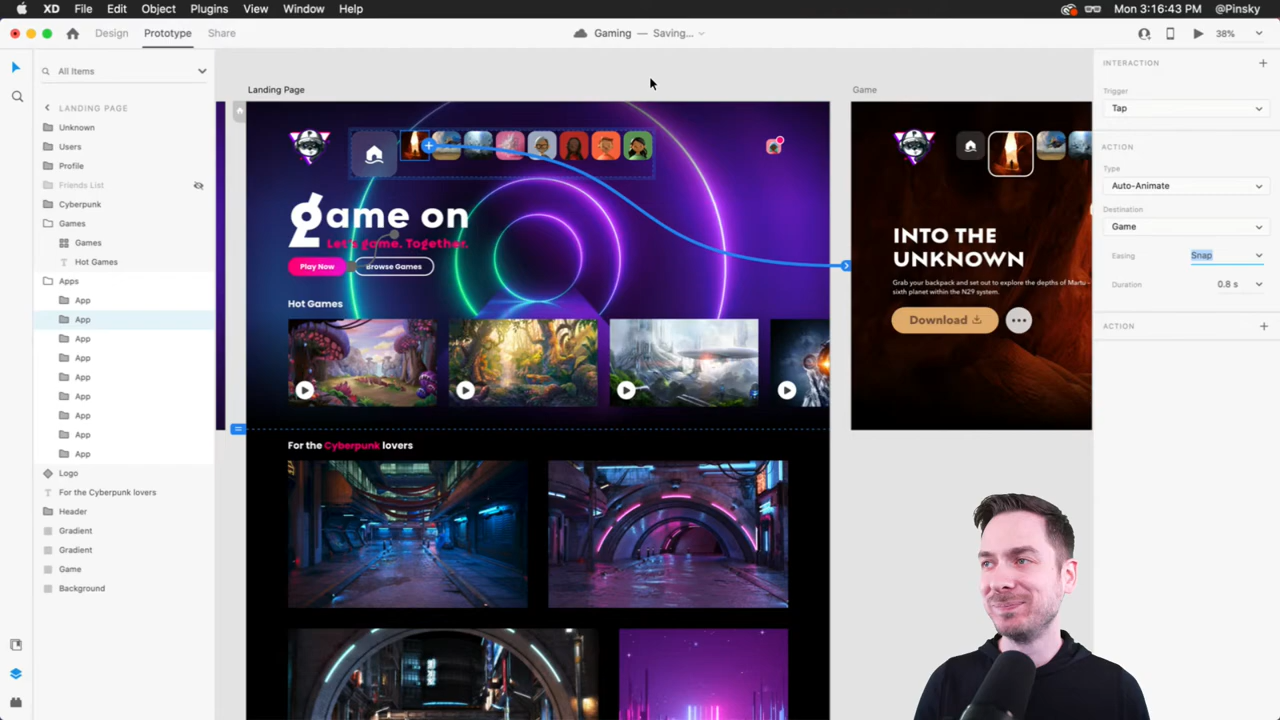 XD File Edit Object Plugins View Window Help Mon 3:16:43 PM @Pinsky
Design Prototype Share Gaming — Saving... 38%
All Items
LANDING PAGE
Unknown
Users
Profile
Friends List
Cyberpunk
Games
Games
Hot Games
Apps
App
App
App
App
App
App
App
App
App
Logo
For the Cyberpunk lovers
Header
Gradient
Gradient
Game
Background
Landing Page
game on
Let's game. Together.
Play Now Browse Games
Hot Games
For the Cyberpunk lovers
Game
INTO THE
UNKNOWN
Grab your backpack and set out to explore the depths of Martu -
sixth planet within the N29 system.
Download
INTERACTION
Trigger
Tap
ACTION
Type
Auto-Animate
Destination
Game
Easing Snap
Duration 0.8 s
ACTION